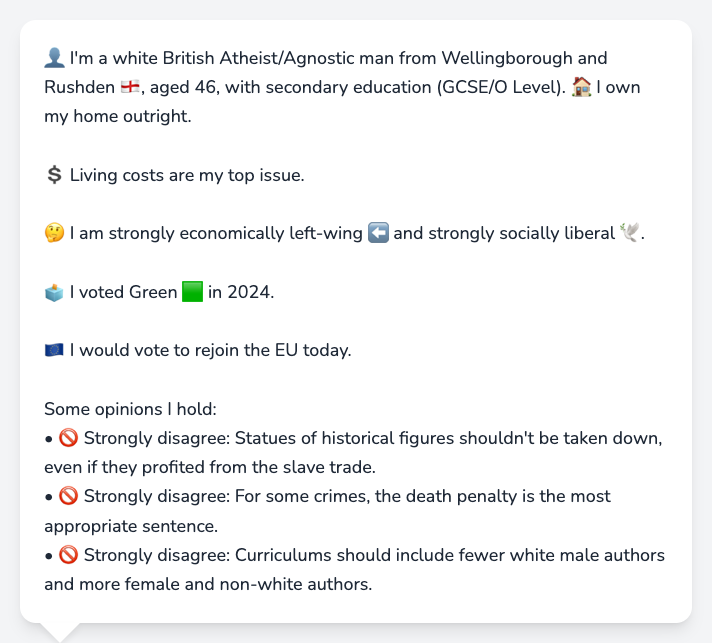 I'm a white British Atheist/Agnostic man from Wellingborough and
Rushden 🏴󠁧󠁢󠁥󠁮󠁧󠁿, aged 46, with secondary education (GCSE/O Level). 🏠 I own
my home outright.
💲 Living costs are my top issue.
🤔 I am strongly economically left-wing ⬅️ and strongly socially liberal 🕊️.
🗳️ I voted Green 🟩 in 2024.
🇪🇺 I would vote to rejoin the EU today.
Some opinions I hold:
• 🚫 Strongly disagree: Statues of historical figures shouldn't be taken down,
even if they profited from the slave trade.
• 🚫 Strongly disagree: For some crimes, the death penalty is the most
appropriate sentence.
• 🚫 Strongly disagree: Curriculums should include fewer white male authors
and more female and non-white authors.